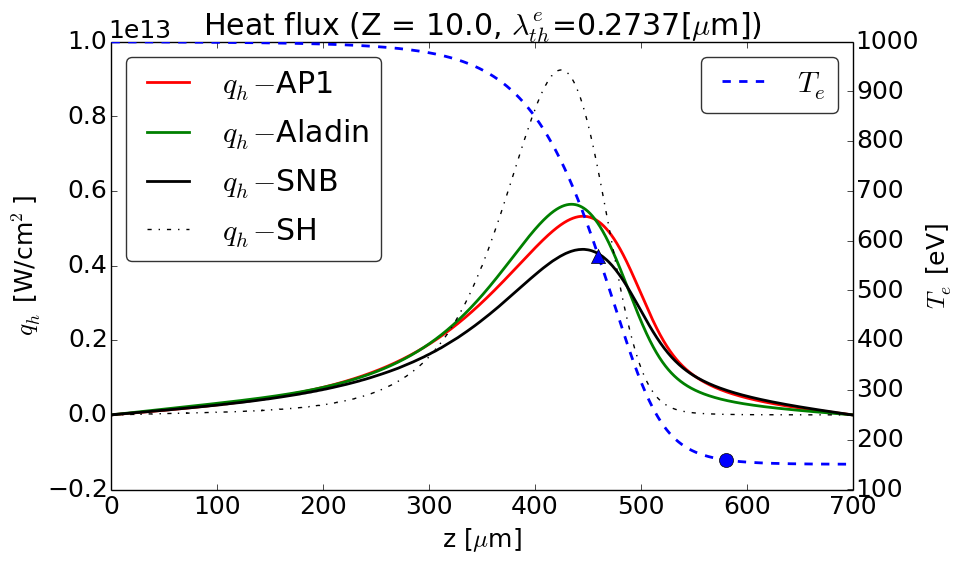 Heat flux (Z = 10.0, λ_th^e=0.2737[μm])
1e13
1.0
0.8
0.6
0.4
0.2
0.0
−0.2
q_h [W/cm²]
q_h−AP1
q_h−Aladin
q_h−SNB
q_h−SH
T_e
1000
900
800
700
600
500
400
300
200
100
T_e [eV]
0 100 200 300 400 500 600 700
z [μm]